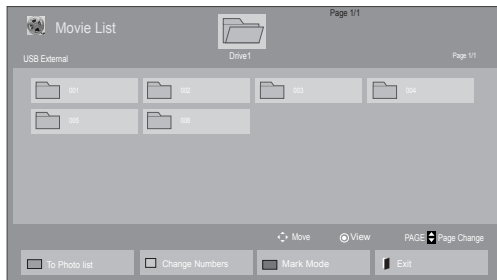 Page 1/1
Movie List
USB External
Drive1
Page 1/1
001 002 003 004
005 006
Move View PAGE Page Change
To Photo list Change Numbers Mark Mode Exit